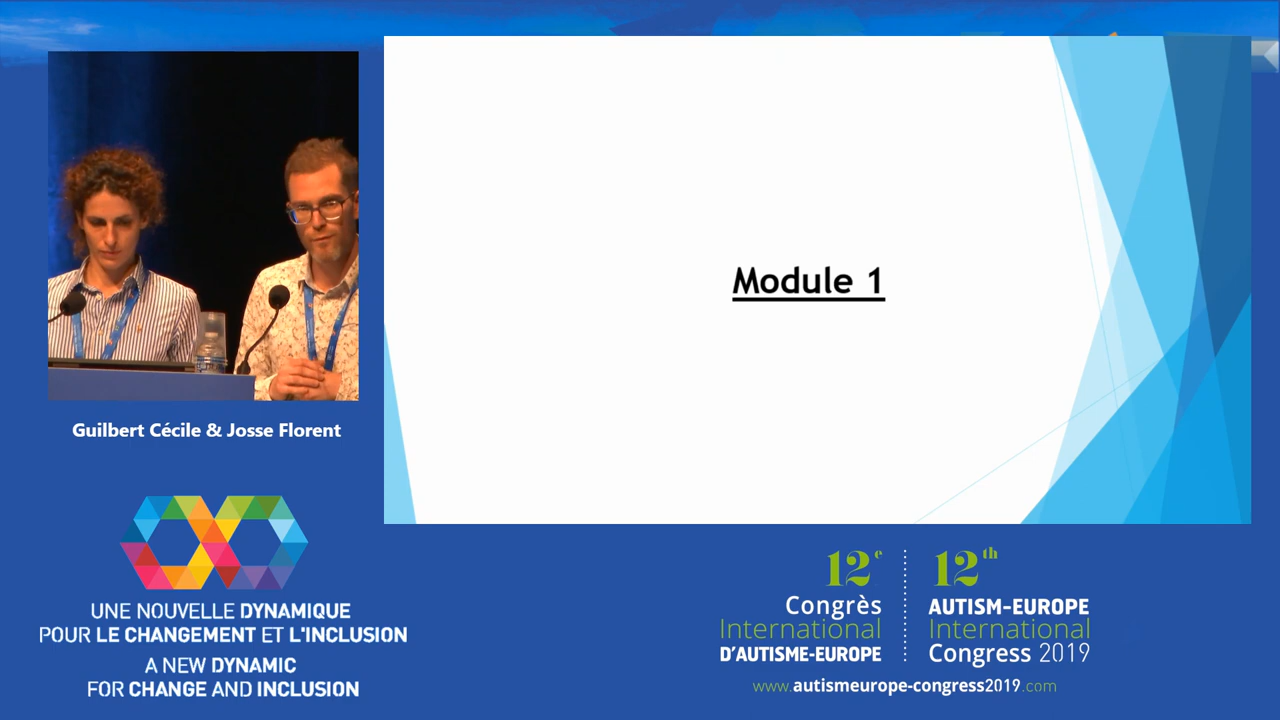 Module 1
Guilbert Cécile & Josse Florent
UNE NOUVELLE DYNAMIQUE
POUR LE CHANGEMENT ET L'INCLUSION
A NEW DYNAMIC
FOR CHANGE AND INCLUSION
12e
Congrès
International
D'AUTISME-EUROPE
12th
AUTISM-EUROPE
International
Congress 2019
www.autismeurope-congress2019.com